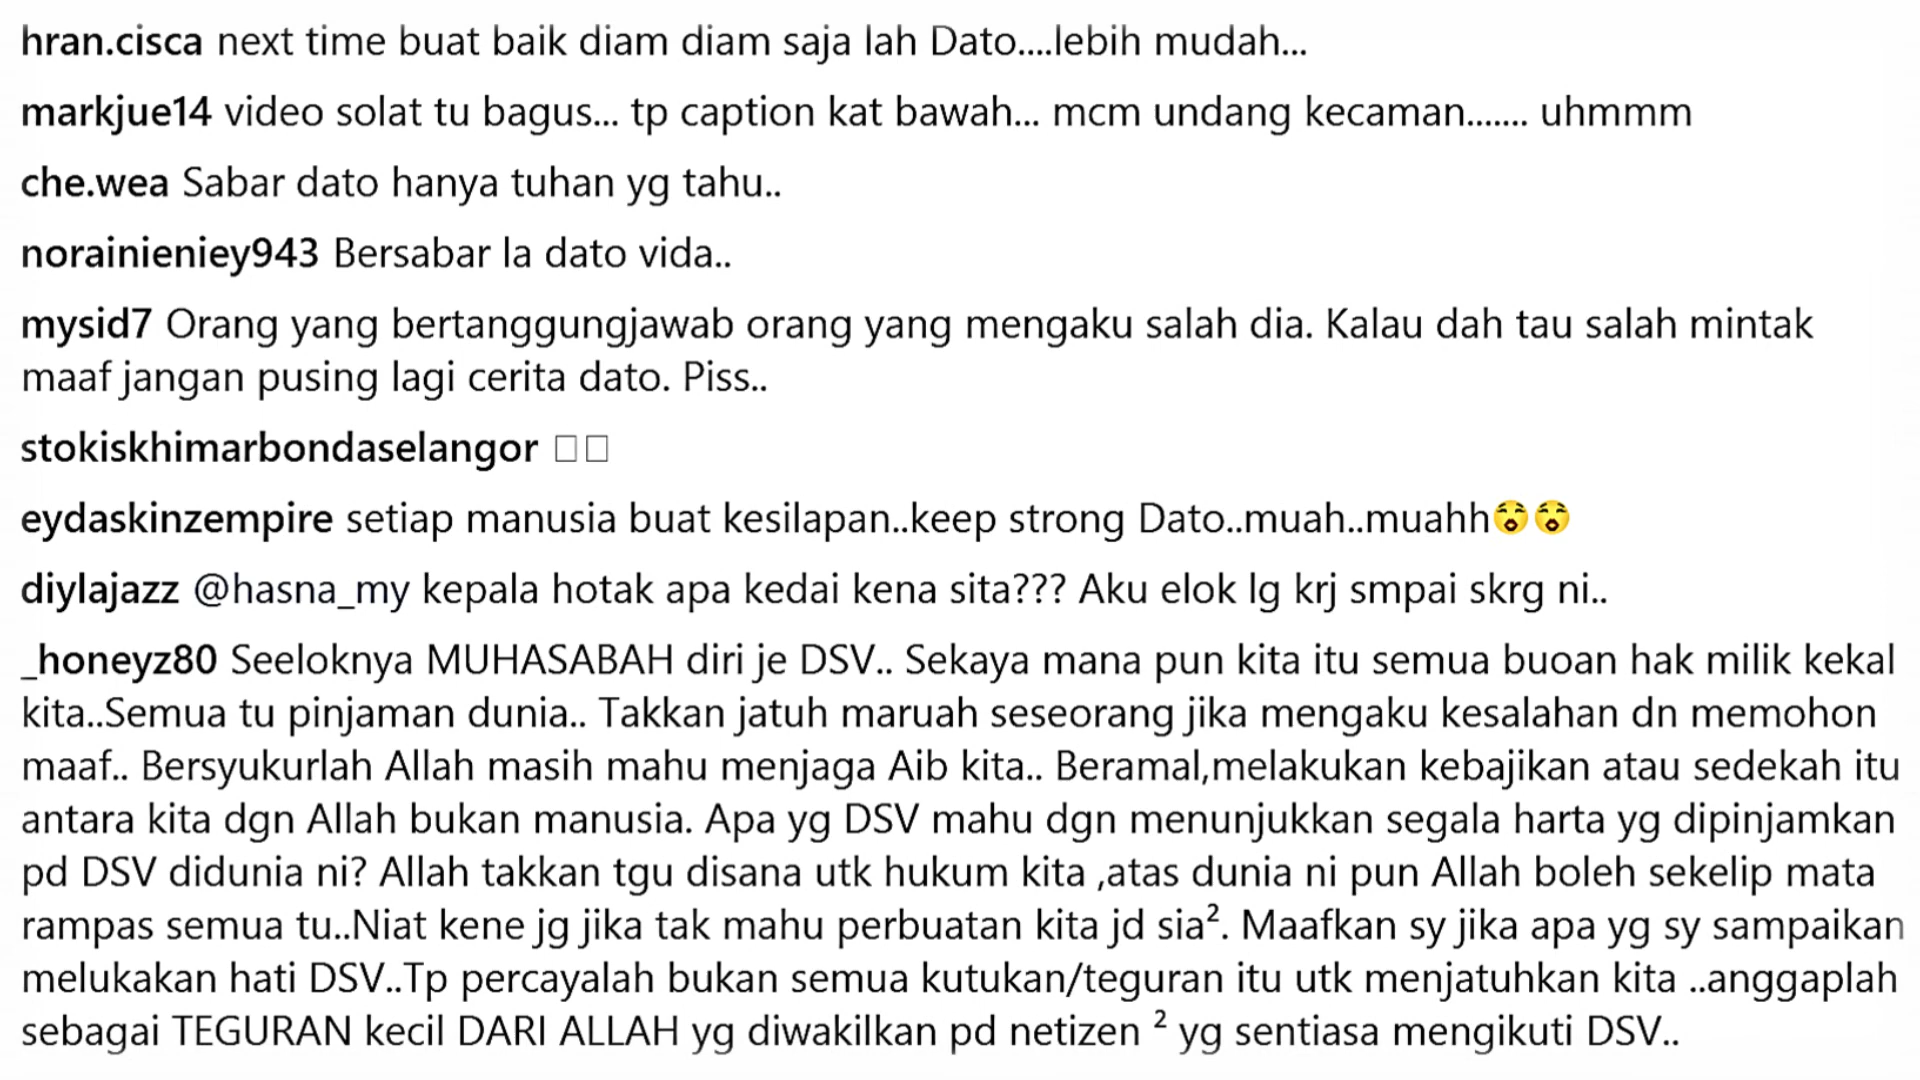 hran.cisca next time buat baik diam diam saja lah Dato....lebih mudah...
markjue14 video solat tu bagus... tp caption kat bawah... mcm undang kecaman....... uhmmm
che.wea Sabar dato hanya tuhan yg tahu..
norainieniey943 Bersabar la dato vida..
mysid7 Orang yang bertanggungjawab orang yang mengaku salah dia. Kalau dah tau salah mintak
maaf jangan pusing lagi cerita dato. Piss..
stokiskhimarbondaselangor □□
eydaskinzempire setiap manusia buat kesilapan..keep strong Dato..muah..muahh😲😲
diylajazz @hasna_my kepala hotak apa kedai kena sita??? Aku elok lg krj smpai skrg ni..
_honeyz80 Seeloknya MUHASABAH diri je DSV.. Sekaya mana pun kita itu semua buoan hak milik kekal
kita..Semua tu pinjaman dunia.. Takkan jatuh maruah seseorang jika mengaku kesalahan dn memohon
maaf.. Bersyukurlah Allah masih mahu menjaga Aib kita.. Beramal,melakukan kebajikan atau sedekah itu
antara kita dgn Allah bukan manusia. Apa yg DSV mahu dgn menunjukkan segala harta yg dipinjamkan
pd DSV didunia ni? Allah takkan tgu disana utk hukum kita ,atas dunia ni pun Allah boleh sekelip mata
rampas semua tu..Niat kene jg jika tak mahu perbuatan kita jd sia². Maafkan sy jika apa yg sy sampaikan
melukakan hati DSV..Tp percayalah bukan semua kutukan/teguran itu utk menjatuhkan kita ..anggaplah
sebagai TEGURAN kecil DARI ALLAH yg diwakilkan pd netizen ² yg sentiasa mengikuti DSV..